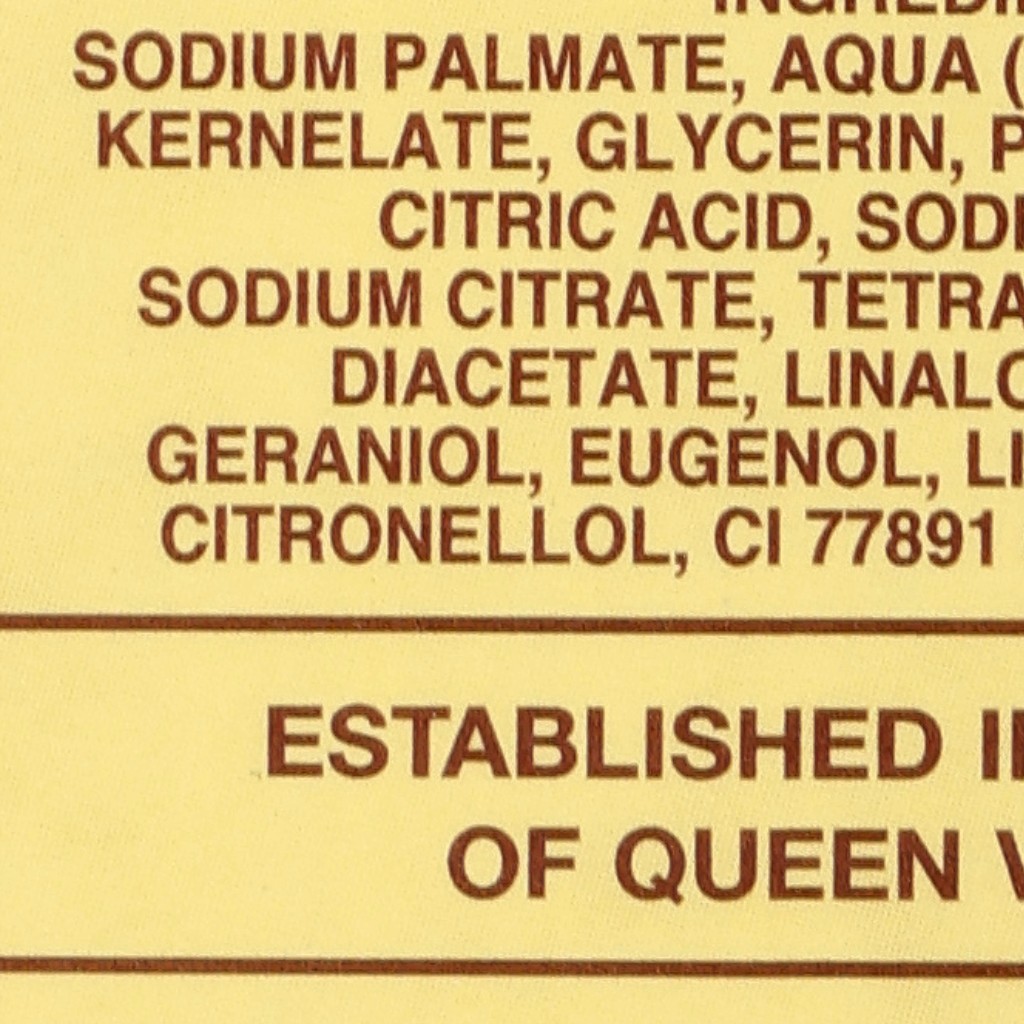 SODIUM PALMATE, AQUA (
KERNELATE, GLYCERIN,
CITRIC ACID,
SODIUM CITRATE,
DIACETATE,
GERANIOL, EUGENOL,
CITRONELLOL, CI 77891
ESTABLISHED
OF QUEEN